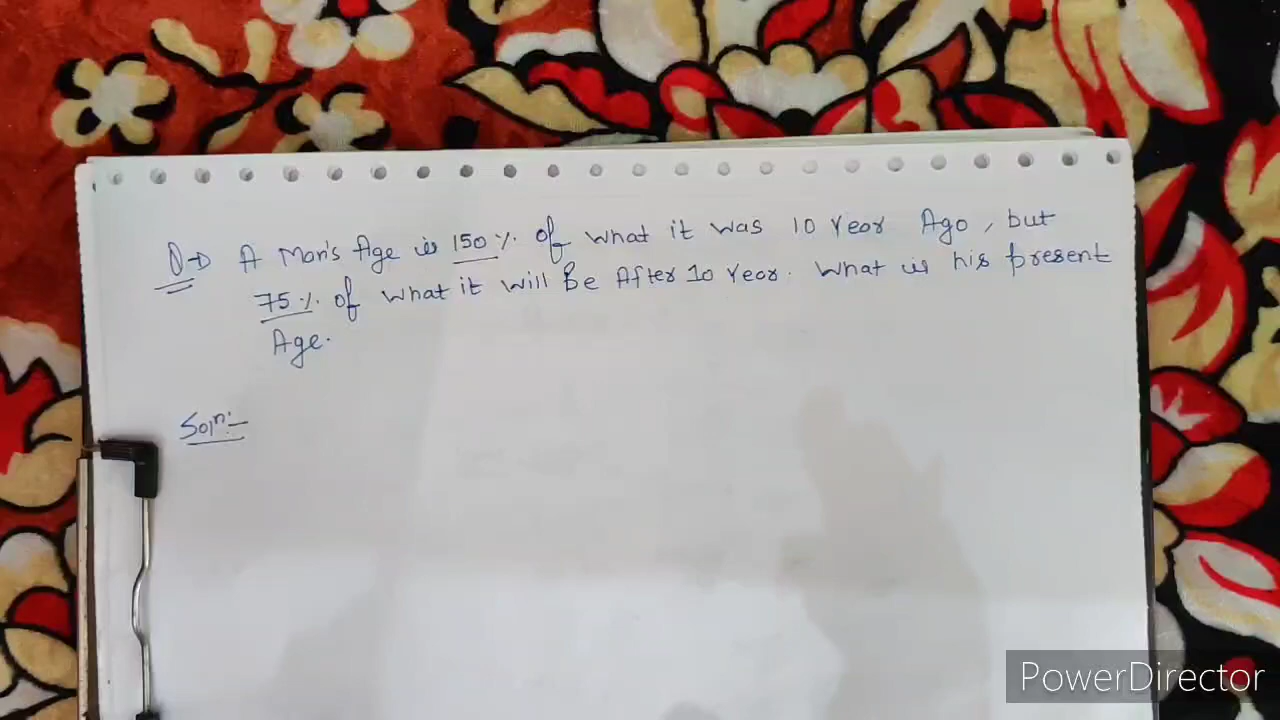 Q→ A Man's Age is 150 %. of what it was 10 Year Ago, but
75 %. of what it will Be After 10 Year. What is his present
Age.
Solⁿ:-
PowerDirector